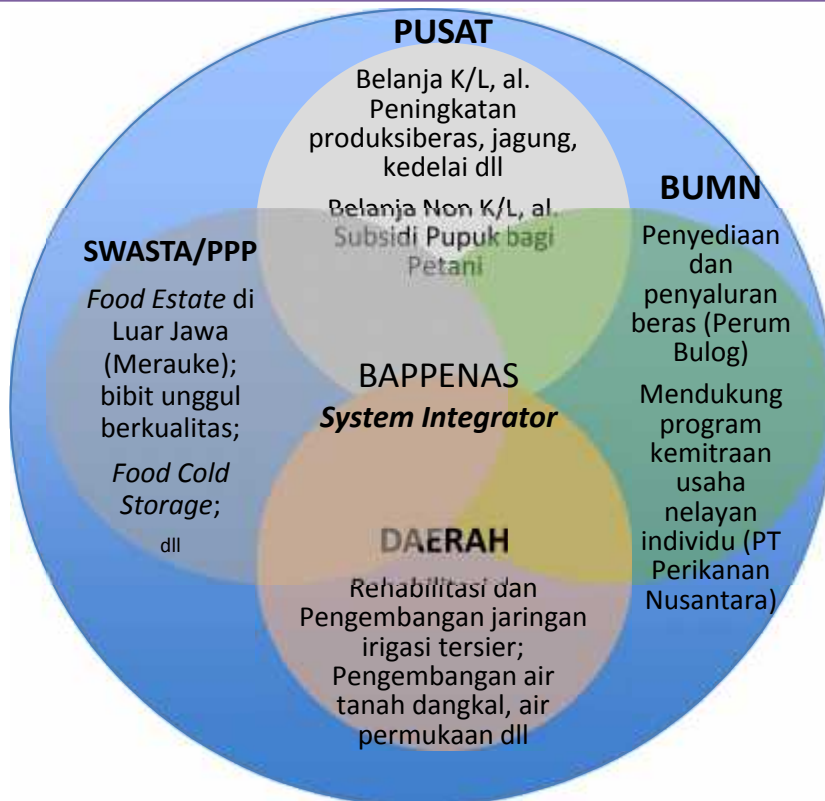 PUSAT
Belanja K/L, al.
Peningkatan
produksiberas, jagung,
kedelai dll
Belanja Non K/L, al.
Subsidi Pupuk bagi
Petani
SWASTA/PPP
Food Estate di
Luar Jawa
(Merauke);
bibit unggul
berkualitas;
Food Cold
Storage;
dll
BAPPENAS
System Integrator
BUMN
Penyediaan
dan
penyaluran
beras (Perum
Bulog)
Mendukung
program
kemitraan
usaha
nelayan
individu (PT
Perikanan
Nusantara)
DAERAH
Rehabilitasi dan
Pengembangan jaringan
irigasi tersier;
Pengembangan air
tanah dangkal, air
permukaan dll